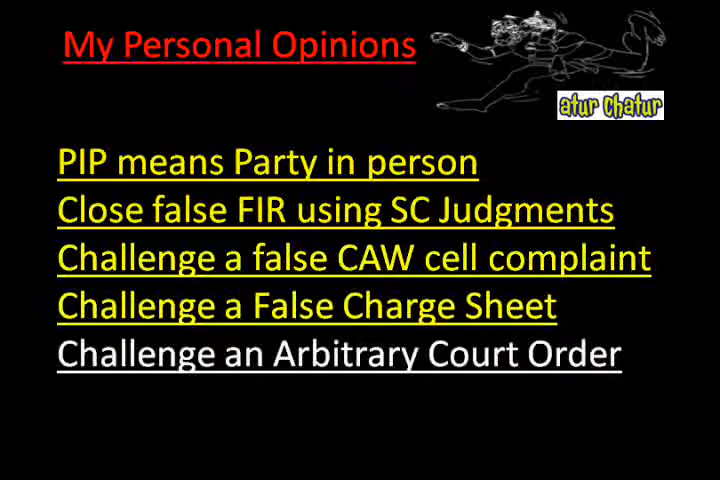 My Personal Opinions
atur chatur
PIP means Party in person
Close false FIR using SC Judgments
Challenge a false CAW cell complaint
Challenge a False Charge Sheet
Challenge an Arbitrary Court Order